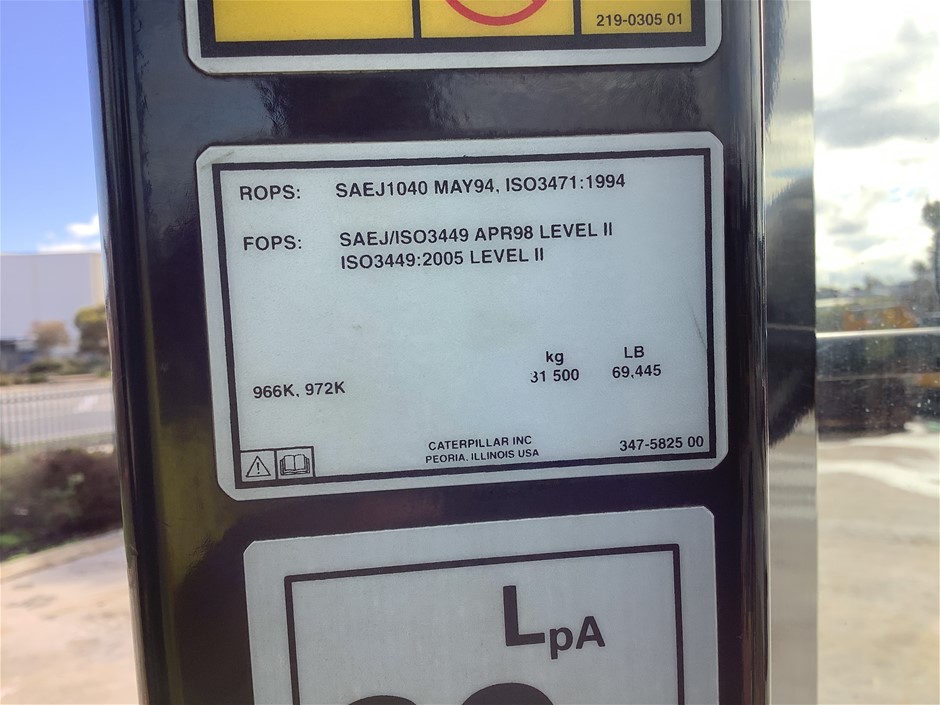 219-0305 01
ROPS: SAEJ1040 MAY94, ISO3471:1994
FOPS: SAEJ/ISO3449 APR98 LEVEL II
ISO3449:2005 LEVEL II
kg LB
966K, 972K 31 500 69,445
CATERPILLAR INC
PEORIA, ILLINOIS USA
347-5825 00
LpA